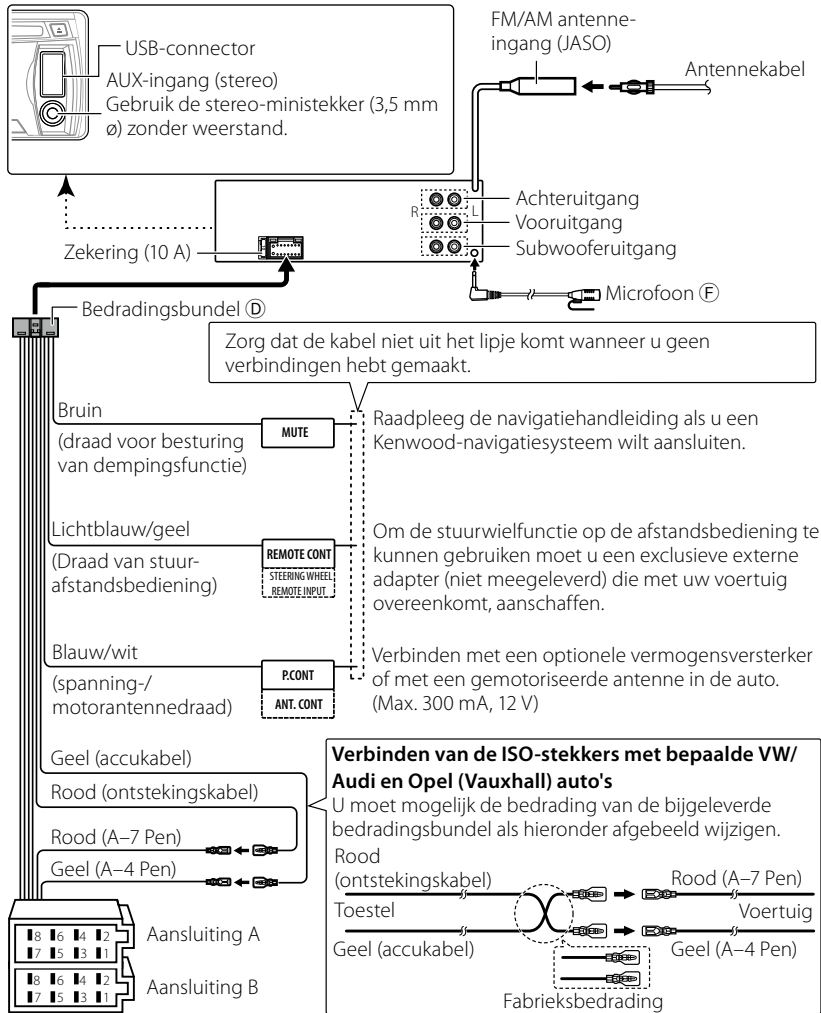 USB-connector
AUX-ingang (stereo)
Gebruik de stereo-ministekker (3,5 mm
ø) zonder weerstand.
FM/AM antenne-
ingang (JASO)
Antennekabel
R
L
Achteruitgang
Vooruitgang
Subwooferuitgang
Zekering (10 A)
Microfoon Ⓕ
Bedradingsbundel Ⓓ
Zorg dat de kabel niet uit het lipje komt wanneer u geen
verbindingen hebt gemaakt.
Bruin
(draad voor besturing
van dempingsfunctie)
MUTE
Raadpleeg de navigatiehandleiding als u een
Kenwood-navigatiesysteem wilt aansluiten.
Lichtblauw/geel
(Draad van stuur-
afstandsbediening)
REMOTE CONT
STEERING WHEEL
REMOTE INPUT
Om de stuurwielfunctie op de afstandsbediening te
kunnen gebruiken moet u een exclusieve externe
adapter (niet meegeleverd) die met uw voertuig
overeenkomt, aanschaffen.
Blauw/wit
(spanning-/
motorantennedraad)
P.CONT
ANT. CONT
Verbinden met een optionele vermogensversterker
of met een gemotoriseerde antenne in de auto.
(Max. 300 mA, 12 V)
Geel (accukabel)
Rood (ontstekingskabel)
Rood (A–7 Pen)
Geel (A–4 Pen)
Verbinden van de ISO-stekkers met bepaalde VW/
Audi en Opel (Vauxhall) auto's
U moet mogelijk de bedrading van de bijgeleverde
bedradingsbundel als hieronder afgebeeld wijzigen.
Rood
(ontstekingskabel)
Rood (A–7 Pen)
Toestel
Voertuig
Geel (accukabel)
Geel (A–4 Pen)
Fabrieksbedrading
8 6 4 2
7 5 3 1
Aansluiting A
8 6 4 2
7 5 3 1
Aansluiting B